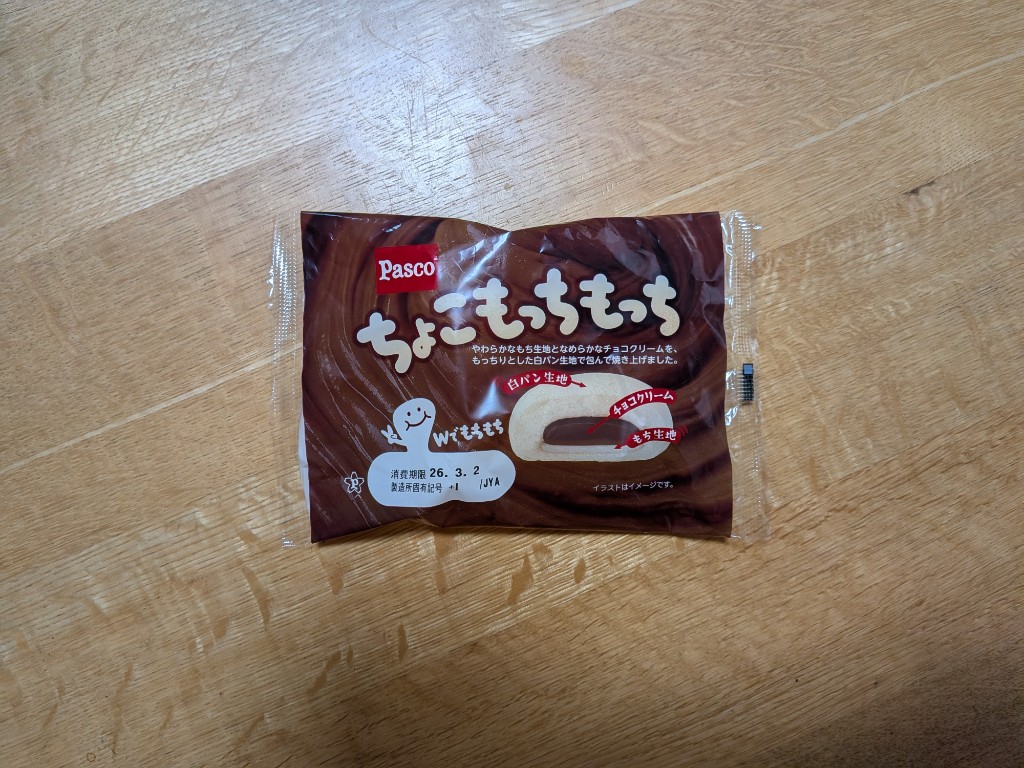 Pasco
ちょこもっちもっち
やわらかなもち生地となめらかなチョコクリームを、
もっちりとした白パン生地で包んで焼き上げました。
白パン生地
チョコクリーム
もち生地
Wでもちもち
消費期限 26. 3. 2
製造所固有記号 +1 /JYA
イラストはイメージです。